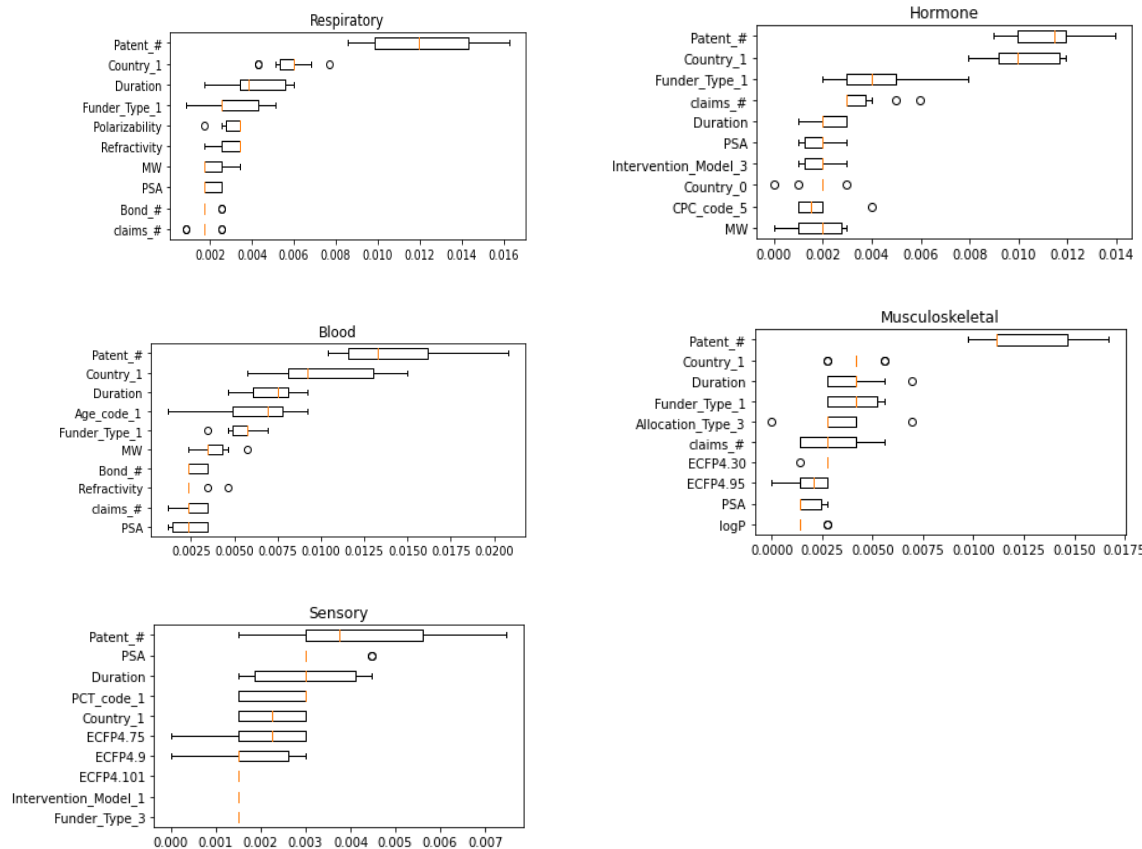 Respiratory
Patent_#
Country_1
Duration
Funder_Type_1
Polarizability
Refractivity
MW
PSA
Bond_#
claims_#
0.002 0.004 0.006 0.008 0.010 0.012 0.014 0.016
Hormone
Patent_#
Country_1
Funder_Type_1
claims_#
Duration
PSA
Intervention_Model_3
Country_0
CPC_code_5
MW
0.000 0.002 0.004 0.006 0.008 0.010 0.012 0.014
Blood
Patent_#
Country_1
Duration
Age_code_1
Funder_Type_1
MW
Bond_#
Refractivity
claims_#
PSA
0.0025 0.0050 0.0075 0.0100 0.0125 0.0150 0.0175 0.0200
Musculoskeletal
Patent_#
Country_1
Duration
Funder_Type_1
Allocation_Type_3
claims_#
ECFP4.30
ECFP4.95
PSA
logP
0.0000 0.0025 0.0050 0.0075 0.0100 0.0125 0.0150 0.0175
Sensory
Patent_#
PSA
Duration
PCT_code_1
Country_1
ECFP4.75
ECFP4.9
ECFP4.101
Intervention_Model_1
Funder_Type_3
0.000 0.001 0.002 0.003 0.004 0.005 0.006 0.007